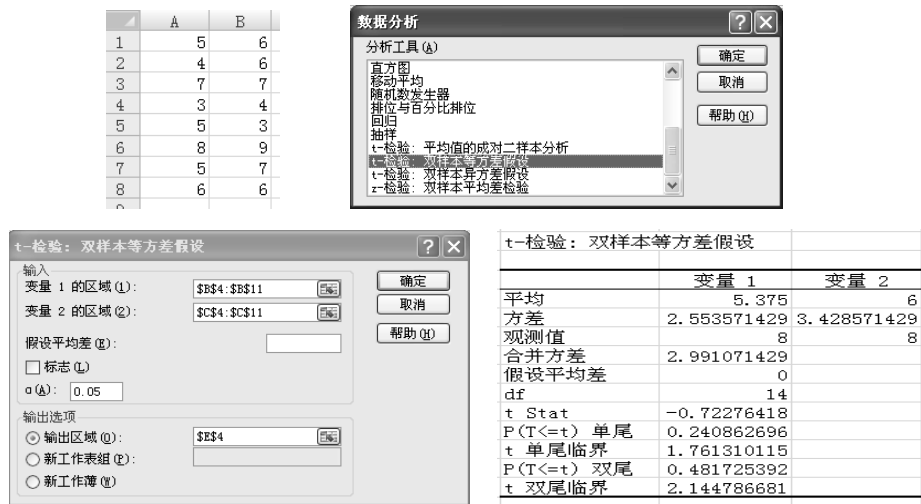 A B
1 5 6
2 4 6
3 7 7
4 3 4
5 5 3
6 8 9
7 5 7
8 6 6
数据分析
分析工具(A)
直方图
移动平均
随机数发生器
排位与百分比排位
回归
抽样
t-检验: 平均值的成对二样本分析
t-检验: 双样本等方差假设
t-检验: 双样本异方差假设
z-检验: 双样本平均差检验
确定
取消
帮助(H)
t-检验: 双样本等方差假设
输入
变量 1 的区域(1): $B$4:$B$11
变量 2 的区域(2): $C$4:$C$11
假设平均差(E):
标志(L)
α(A): 0.05
输出选项
输出区域(O): $E$4
新工作表组(P):
新工作薄(W)
确定
取消
帮助(H)
t-检验: 双样本等方差假设
变量 1 变量 2
平均 5.375 6
方差 2.553571429 3.428571429
观测值 8 8
合并方差 2.991071429
假设平均差 0
df 14
t Stat -0.72276418
P(T<=t) 单尾 0.240862696
t 单尾临界 1.761310115
P(T<=t) 双尾 0.481725392
t 双尾临界 2.144786681